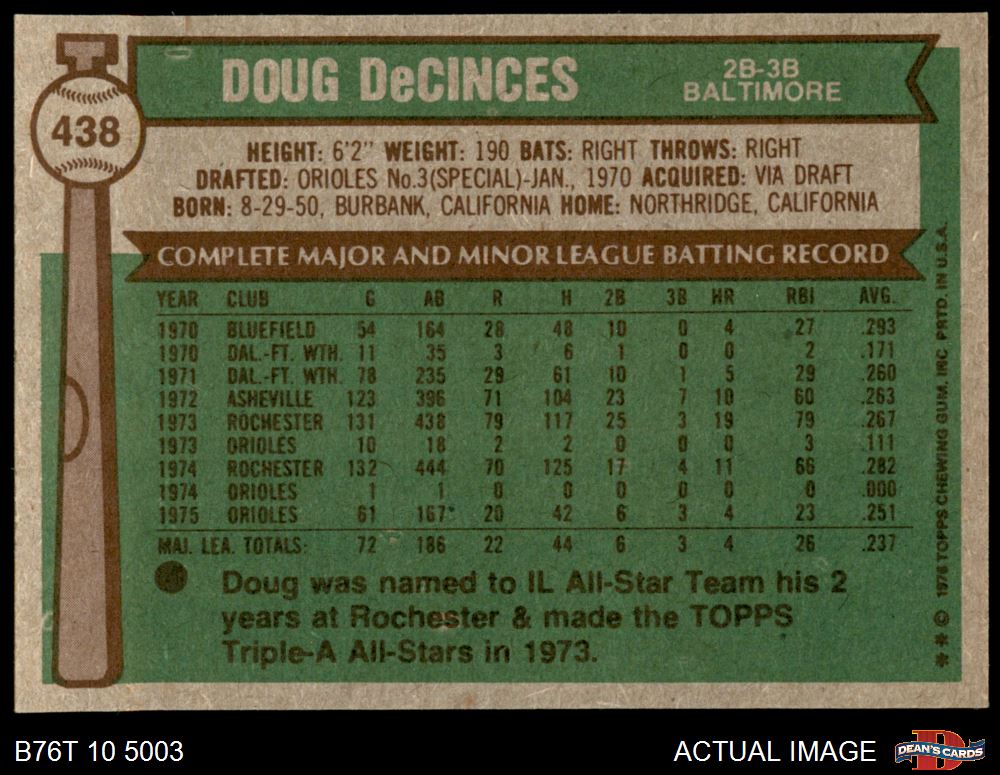 DOUG DeCINCES
2B-3B
BALTIMORE
438
HEIGHT: 6'2" WEIGHT: 190 BATS: RIGHT THROWS: RIGHT
DRAFTED: ORIOLES No.3(SPECIAL)-JAN., 1970 ACQUIRED: VIA DRAFT
BORN: 8-29-50, BURBANK, CALIFORNIA HOME: NORTHRIDGE, CALIFORNIA
COMPLETE MAJOR AND MINOR LEAGUE BATTING RECORD
YEAR CLUB G AB R H 2B 3B HR RBI AVG.
1970 BLUEFIELD 54 164 28 48 10 0 4 27 .293
1970 DAL.-FT. WTH. 11 35 3 6 1 0 0 2 .171
1971 DAL.-FT. WTH. 78 235 29 61 10 1 5 29 .260
1972 ASHEVILLE 123 396 71 104 23 7 10 60 .263
1973 ROCHESTER 131 438 79 117 25 3 19 79 .267
1973 ORIOLES 10 18 2 2 0 0 0 3 .111
1974 ROCHESTER 132 444 70 125 17 4 11 66 .282
1974 ORIOLES 1 1 0 0 0 0 0 0 .000
1975 ORIOLES 61 167 20 42 6 3 4 23 .251
MAJ. LEA. TOTALS: 72 186 22 44 6 3 4 26 .237
Doug was named to IL All-Star Team his 2
years at Rochester & made the TOPPS
Triple-A All-Stars in 1973.
* * © 1976 TOPPS CHEWING GUM, INC. PRTD. IN U.S.A.
B76T 10 5003
ACTUAL IMAGE
DEAN'S CARDS